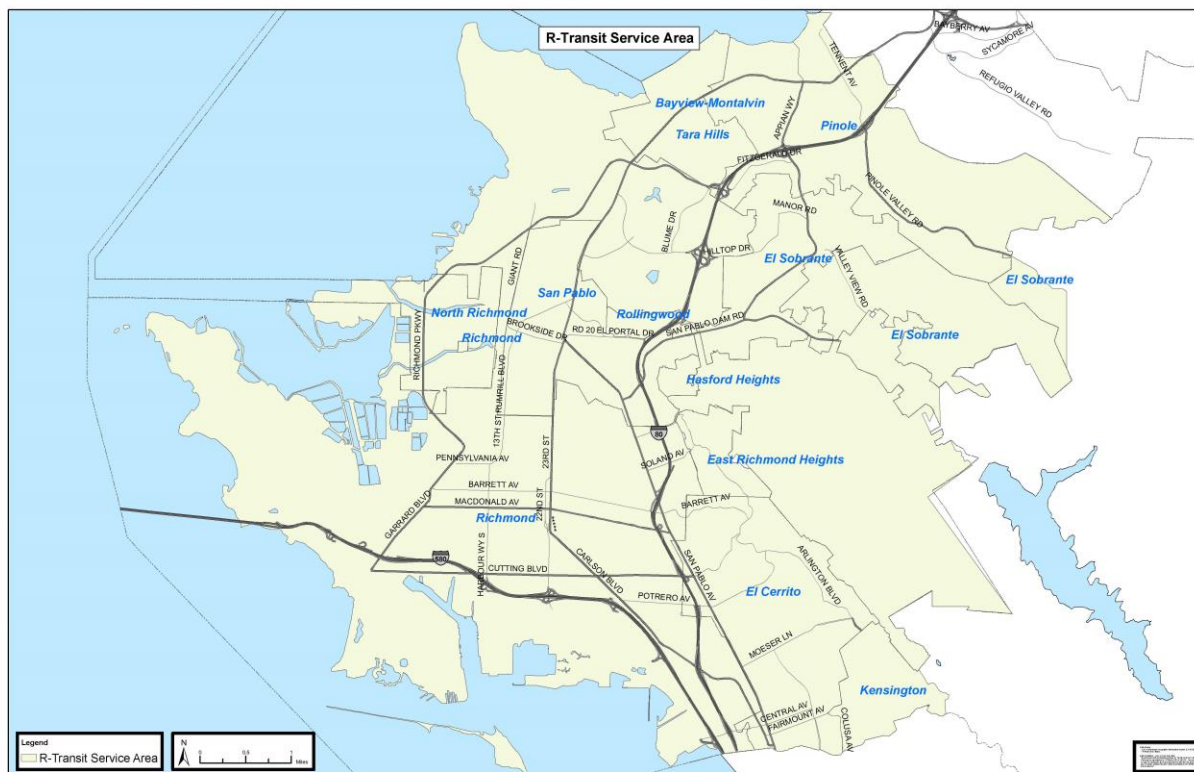 R-Transit Service Area
BAYBERRY AV
SYCAMORE AV
TENNENT AV
REFUGIO VALLEY RD
Bayview-Montalvin
APPIAN WY
Pinole
Tara Hills
FITZGERALD DR
PINOLE VALLEY RD
MANOR RD
BLUME DR
HILLTOP DR
GIANT RD
El Sobrante
VALLEY VIEW RD
El Sobrante
San Pablo
North Richmond
Rollingwood
RICHMOND PKWY
BROOKSIDE DR
RD 20 EL PORTAL DR
SAN PABLO DAM RD
Richmond
El Sobrante
13TH ST RUMRILL BLVD
Hasford Heights
80
23RD ST
PENNSYLVANIA AV
SOLANO AV
East Richmond Heights
BARRETT AV
BARRETT AV
MACDONALD AV
22ND ST
Richmond
GARRARD BLVD
580
HARBOUR WY S
CUTTING BLVD
CARLSON BLVD
SAN PABLO AV
ARLINGTON BLVD
POTRERO AV
El Cerrito
MOESER LN
Kensington
CENTRAL AV
FAIRMOUNT AV
COLUSA AV
Legend
R-Transit Service Area
N
0 0.5 1
Miles